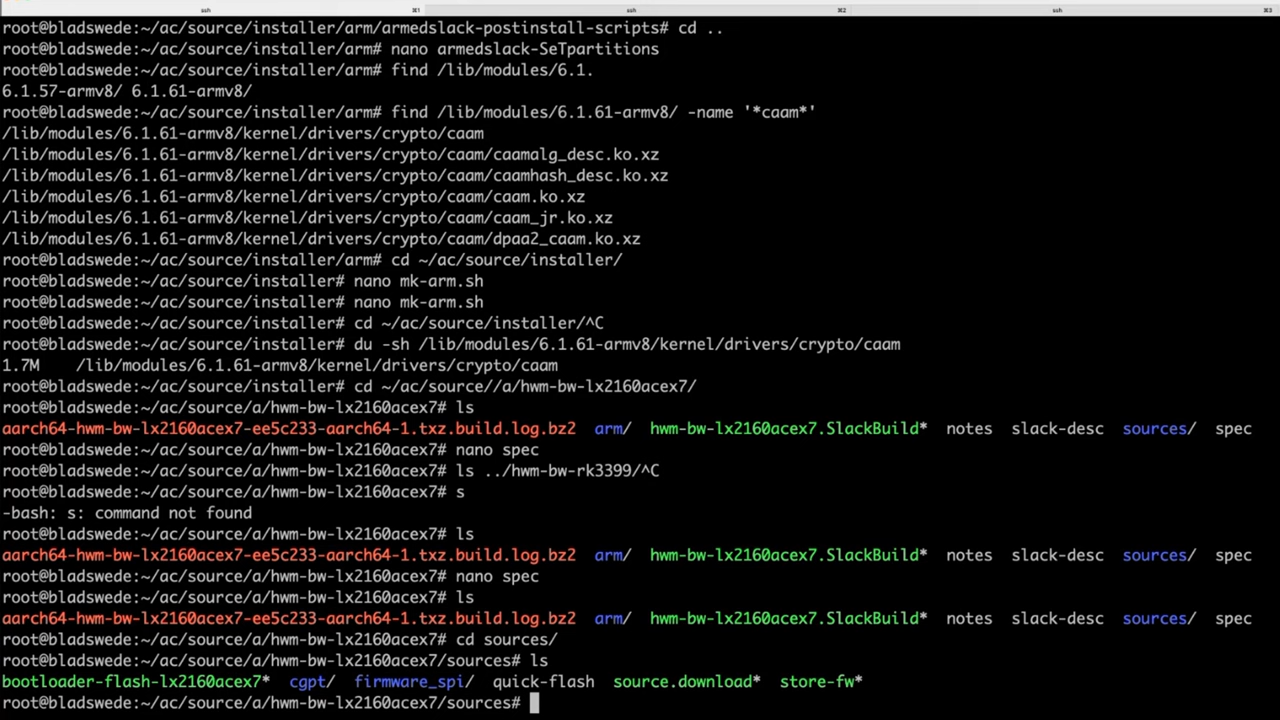 ssh ⌘1 ssh ⌘2 ssh ⌘3
root@bladswede:~/ac/source/installer/arm/armedslack-postinstall-scripts# cd ..
root@bladswede:~/ac/source/installer/arm# nano armedslack-SeTpartitions
root@bladswede:~/ac/source/installer/arm# find /lib/modules/6.1.
6.1.57-armv8/ 6.1.61-armv8/
root@bladswede:~/ac/source/installer/arm# find /lib/modules/6.1.61-armv8/ -name '*caam*'
/lib/modules/6.1.61-armv8/kernel/drivers/crypto/caam
/lib/modules/6.1.61-armv8/kernel/drivers/crypto/caam/caamalg_desc.ko.xz
/lib/modules/6.1.61-armv8/kernel/drivers/crypto/caam/caamhash_desc.ko.xz
/lib/modules/6.1.61-armv8/kernel/drivers/crypto/caam/caam.ko.xz
/lib/modules/6.1.61-armv8/kernel/drivers/crypto/caam/caam_jr.ko.xz
/lib/modules/6.1.61-armv8/kernel/drivers/crypto/caam/dpaa2_caam.ko.xz
root@bladswede:~/ac/source/installer/arm# cd ~/ac/source/installer/
root@bladswede:~/ac/source/installer# nano mk-arm.sh
root@bladswede:~/ac/source/installer# nano mk-arm.sh
root@bladswede:~/ac/source/installer# cd ~/ac/source/installer/^C
root@bladswede:~/ac/source/installer# du -sh /lib/modules/6.1.61-armv8/kernel/drivers/crypto/caam
1.7M    /lib/modules/6.1.61-armv8/kernel/drivers/crypto/caam
root@bladswede:~/ac/source/installer# cd ~/ac/source//a/hwm-bw-lx2160acex7/
root@bladswede:~/ac/source/a/hwm-bw-lx2160acex7# ls
aarch64-hwm-bw-lx2160acex7-ee5c233-aarch64-1.txz.build.log.bz2  arm/  hwm-bw-lx2160acex7.SlackBuild*  notes  slack-desc  sources/  spec
root@bladswede:~/ac/source/a/hwm-bw-lx2160acex7# nano spec
root@bladswede:~/ac/source/a/hwm-bw-lx2160acex7# ls ../hwm-bw-rk3399/^C
root@bladswede:~/ac/source/a/hwm-bw-lx2160acex7# s
-bash: s: command not found
root@bladswede:~/ac/source/a/hwm-bw-lx2160acex7# ls
aarch64-hwm-bw-lx2160acex7-ee5c233-aarch64-1.txz.build.log.bz2  arm/  hwm-bw-lx2160acex7.SlackBuild*  notes  slack-desc  sources/  spec
root@bladswede:~/ac/source/a/hwm-bw-lx2160acex7# nano spec
root@bladswede:~/ac/source/a/hwm-bw-lx2160acex7# ls
aarch64-hwm-bw-lx2160acex7-ee5c233-aarch64-1.txz.build.log.bz2  arm/  hwm-bw-lx2160acex7.SlackBuild*  notes  slack-desc  sources/  spec
root@bladswede:~/ac/source/a/hwm-bw-lx2160acex7# cd sources/
root@bladswede:~/ac/source/a/hwm-bw-lx2160acex7/sources# ls
bootloader-flash-lx2160acex7*  cgpt/  firmware_spi/  quick-flash  source.download*  store-fw*
root@bladswede:~/ac/source/a/hwm-bw-lx2160acex7/sources#